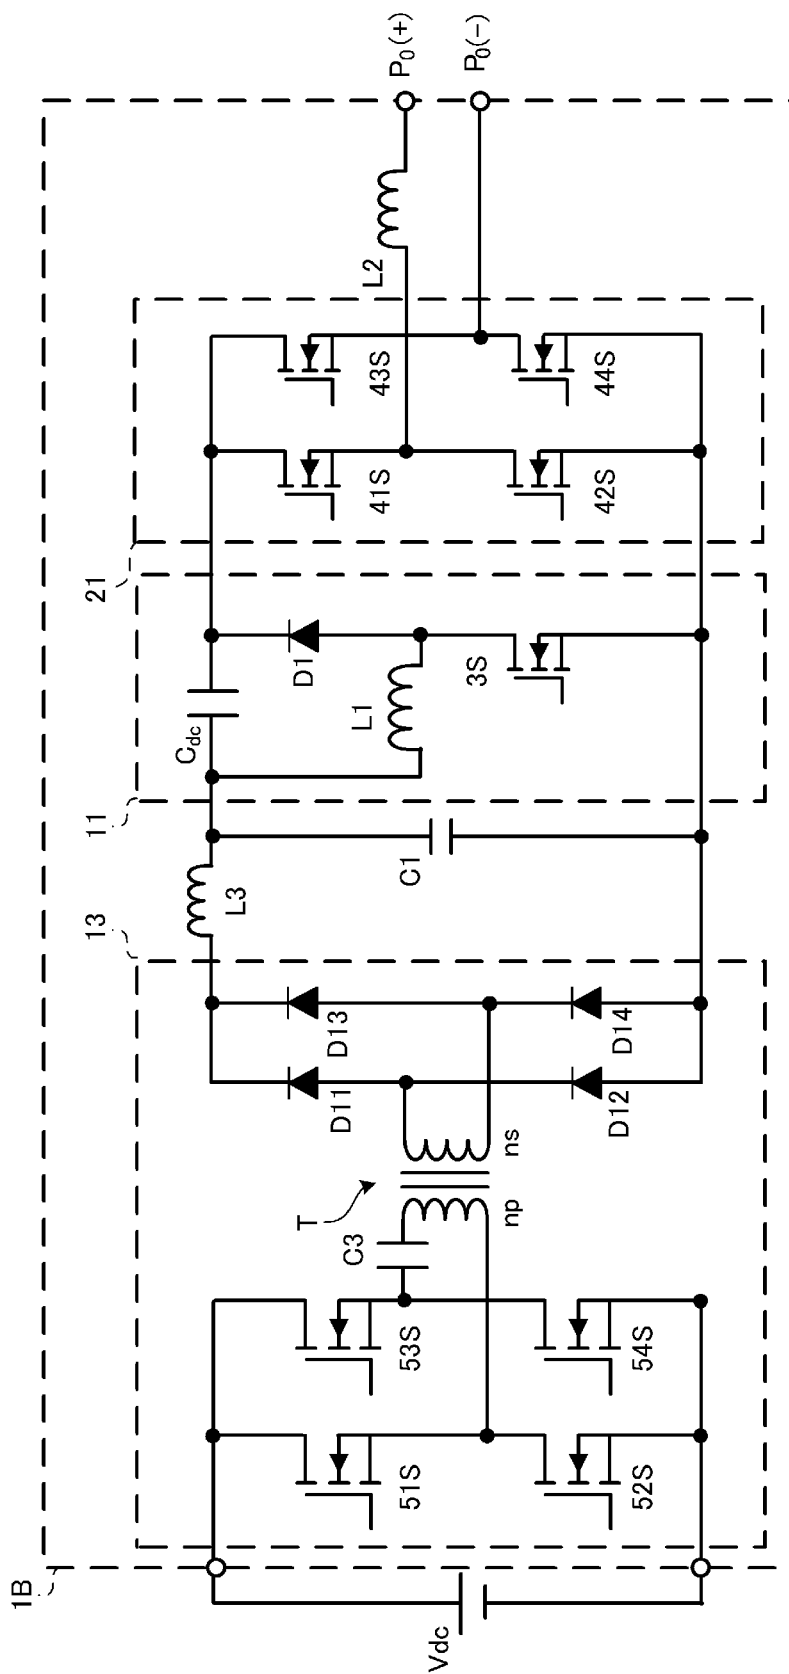 1B
13
11
21
Vdc
51S
53S
52S
54S
C3
T
np
ns
D11
D13
D12
D14
L3
C1
Cdc
L1
D1
3S
41S
43S
42S
44S
L2
P0(+)
P0(-)